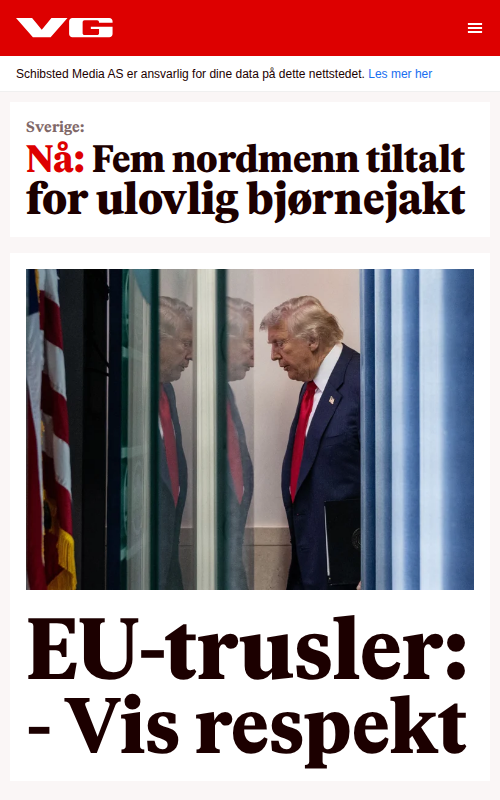 VG
Schibsted Media AS er ansvarlig for dine data på dette nettstedet. Les mer her
Sverige:
Nå: Fem nordmenn tiltalt
for ulovlig bjørnejakt
EU-trusler:
- Vis respekt